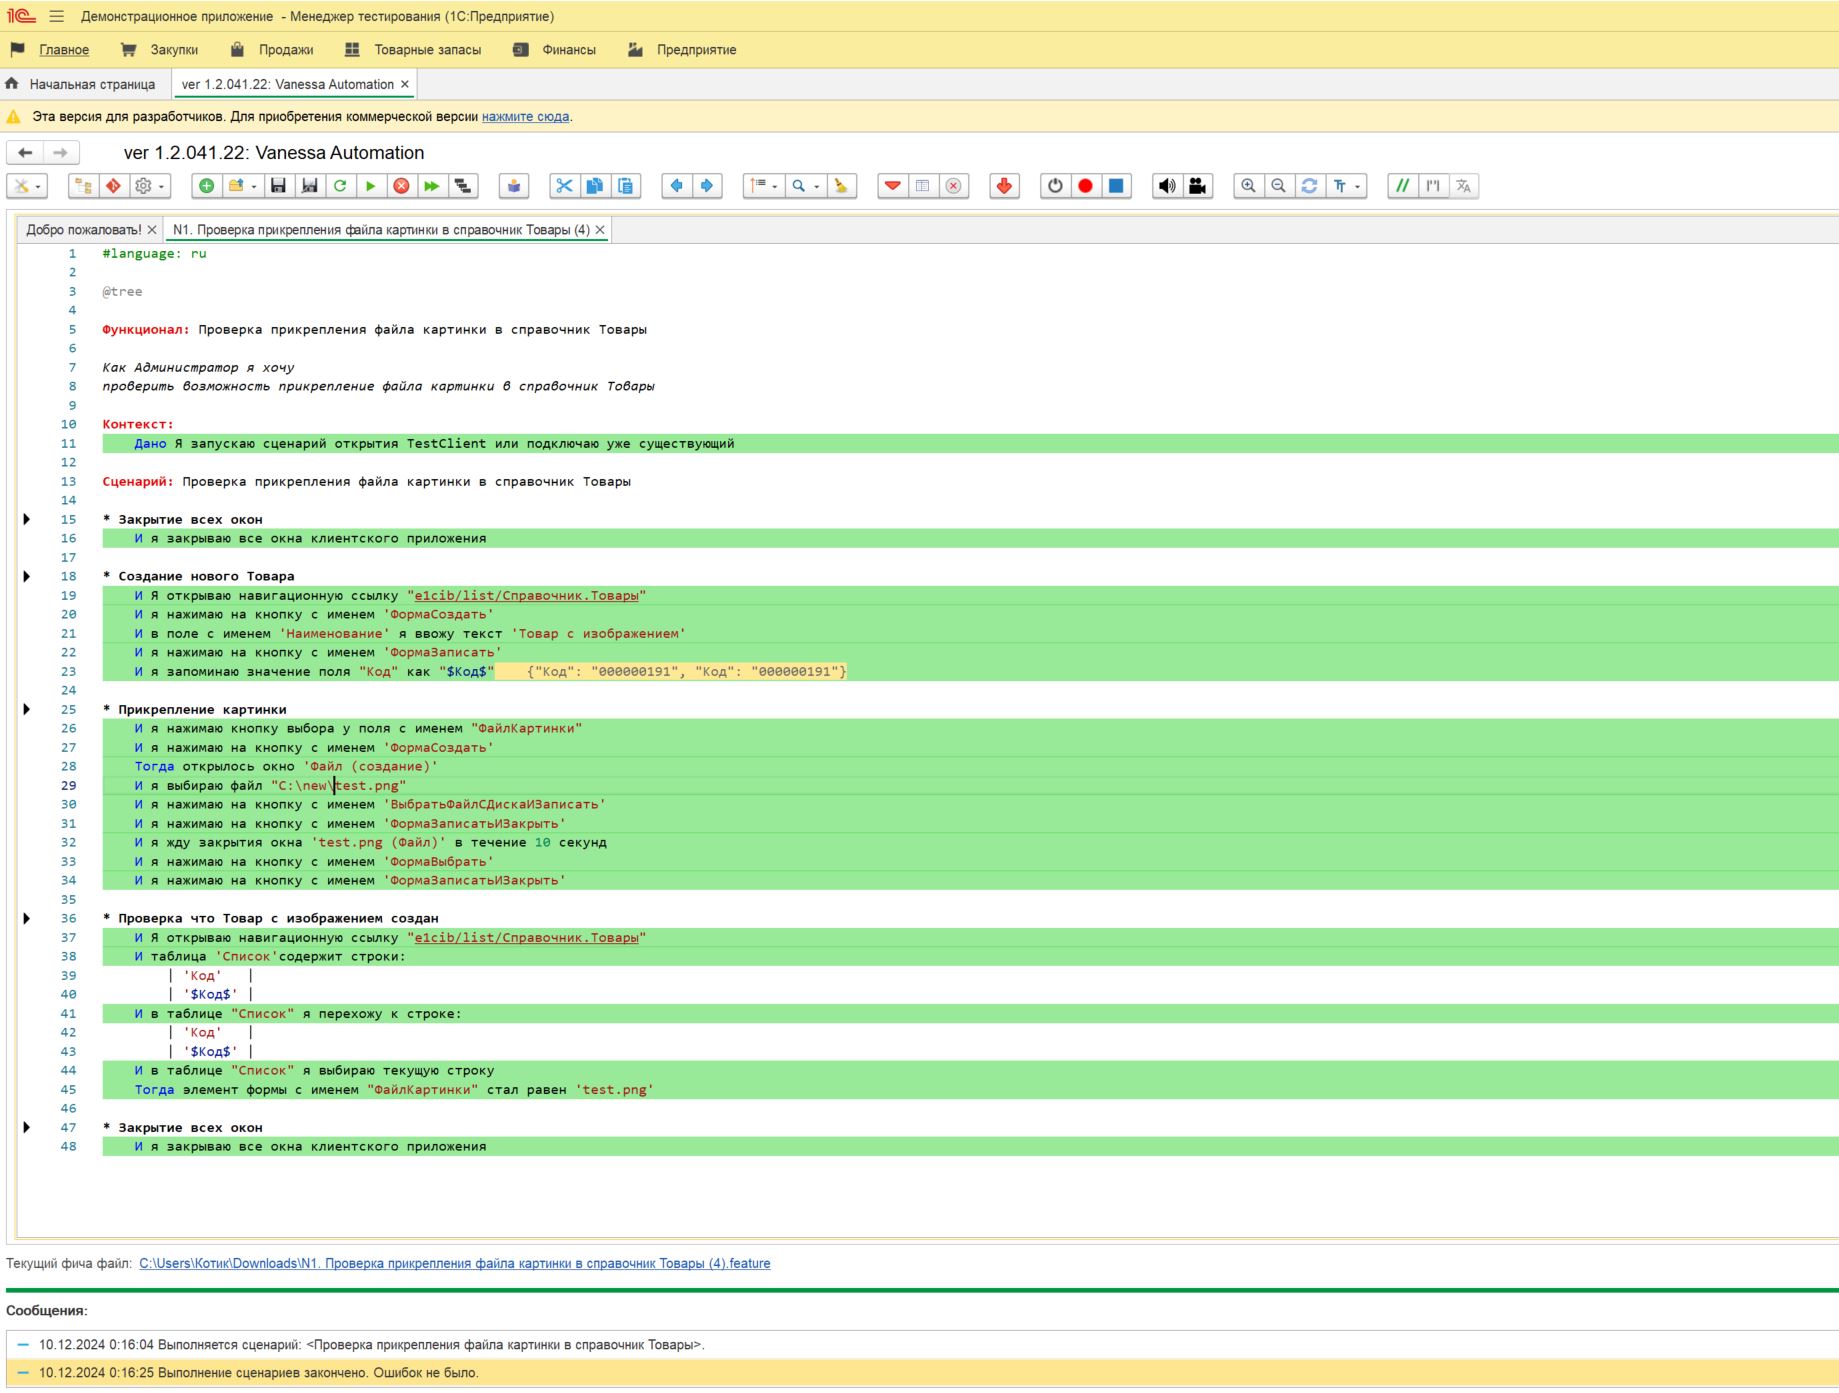 Демонстрационное приложение - Менеджер тестирования (1С:Предприятие)
Главное Закупки Продажи Товарные запасы Финансы Предприятие
Начальная страница ver 1.2.041.22: Vanessa Automation ×
Эта версия для разработчиков. Для приобретения коммерческой версии нажмите сюда.
ver 1.2.041.22: Vanessa Automation
Добро пожаловать! × N1. Проверка прикрепления файла картинки в справочник Товары (4) ×
1 #language: ru
2
3 @tree
4
5 Функционал: Проверка прикрепления файла картинки в справочник Товары
6
7 Как Администратор я хочу
8 проверить возможность прикрепление файла картинки в справочник Товары
9
10 Контекст:
11 Дано Я запускаю сценарий открытия TestClient или подключаю уже существующий
12
13 Сценарий: Проверка прикрепления файла картинки в справочник Товары
14
15 * Закрытие всех окон
16 И я закрываю все окна клиентского приложения
17
18 * Создание нового Товара
19 И Я открываю навигационную ссылку "e1cib/list/Справочник.Товары"
20 И я нажимаю на кнопку с именем 'ФормаСоздать'
21 И в поле с именем 'Наименование' я ввожу текст 'Товар с изображением'
22 И я нажимаю на кнопку с именем 'ФормаЗаписать'
23 И я запоминаю значение поля "Код" как "$Код$" {"Код": "000000191", "Код": "000000191"}
24
25 * Прикрепление картинки
26 И я нажимаю кнопку выбора у поля с именем "ФайлКартинки"
27 И я нажимаю на кнопку с именем 'ФормаСоздать'
28 Тогда открылось окно 'Файл (создание)'
29 И я выбираю файл "C:\new\test.png"
30 И я нажимаю на кнопку с именем 'ВыбратьФайлСДискаИЗаписать'
31 И я нажимаю на кнопку с именем 'ФормаЗаписатьИЗакрыть'
32 И я жду закрытия окна 'test.png (Файл)' в течение 10 секунд
33 И я нажимаю на кнопку с именем 'ФормаВыбрать'
34 И я нажимаю на кнопку с именем 'ФормаЗаписатьИЗакрыть'
35
36 * Проверка что Товар с изображением создан
37 И Я открываю навигационную ссылку "e1cib/list/Справочник.Товары"
38 И таблица 'Список'содержит строки:
39 | 'Код' |
40 | '$Код$' |
41 И в таблице "Список" я перехожу к строке:
42 | 'Код' |
43 | '$Код$' |
44 И в таблице "Список" я выбираю текущую строку
45 Тогда элемент формы с именем "ФайлКартинки" стал равен 'test.png'
46
47 * Закрытие всех окон
48 И я закрываю все окна клиентского приложения
Текущий фича файл: C:\Users\Котик\Downloads\N1. Проверка прикрепления файла картинки в справочник Товары (4).feature
Сообщения:
10.12.2024 0:16:04 Выполняется сценарий: <Проверка прикрепления файла картинки в справочник Товары>.
10.12.2024 0:16:25 Выполнение сценариев закончено. Ошибок не было.